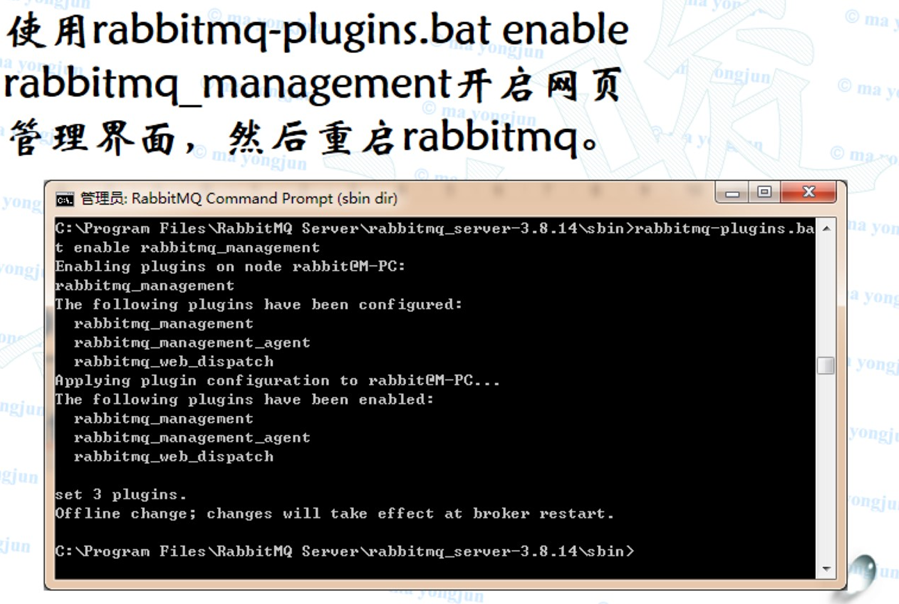 使用rabbitmq-plugins.bat enable
rabbitmq_management开启网页
管理界面，然后重启rabbitmq。
管理员: RabbitMQ Command Prompt (sbin dir)
C:\Program Files\RabbitMQ Server\rabbitmq_server-3.8.14\sbin>rabbitmq-plugins.ba
t enable rabbitmq_management
Enabling plugins on node rabbit@M-PC:
rabbitmq_management
The following plugins have been configured:
  rabbitmq_management
  rabbitmq_management_agent
  rabbitmq_web_dispatch
Applying plugin configuration to rabbit@M-PC...
The following plugins have been enabled:
  rabbitmq_management
  rabbitmq_management_agent
  rabbitmq_web_dispatch
set 3 plugins.
Offline change; changes will take effect at broker restart.
C:\Program Files\RabbitMQ Server\rabbitmq_server-3.8.14\sbin>
© ma yongjun